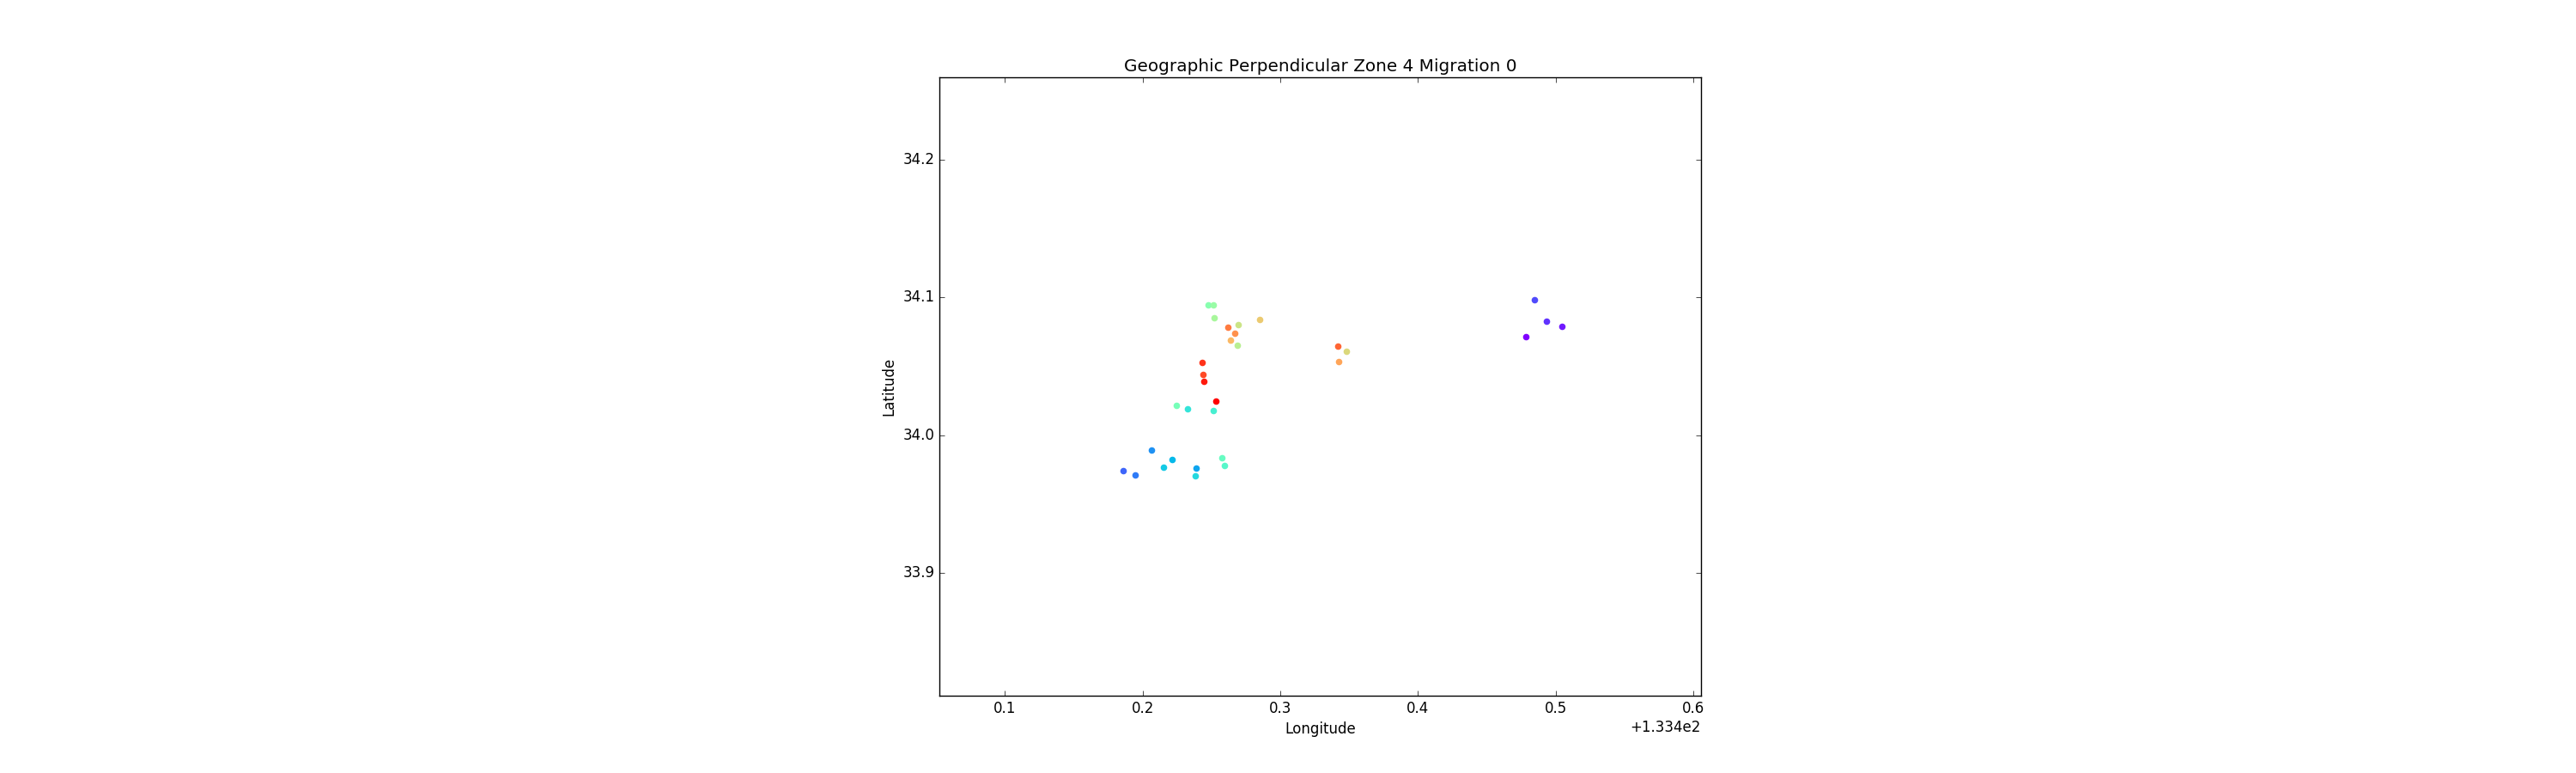 Geographic Perpendicular Zone 4 Migration 0
34.2
34.1
34.0
33.9
Latitude
0.1 0.2 0.3 0.4 0.5 0.6
+1.334e2
Longitude